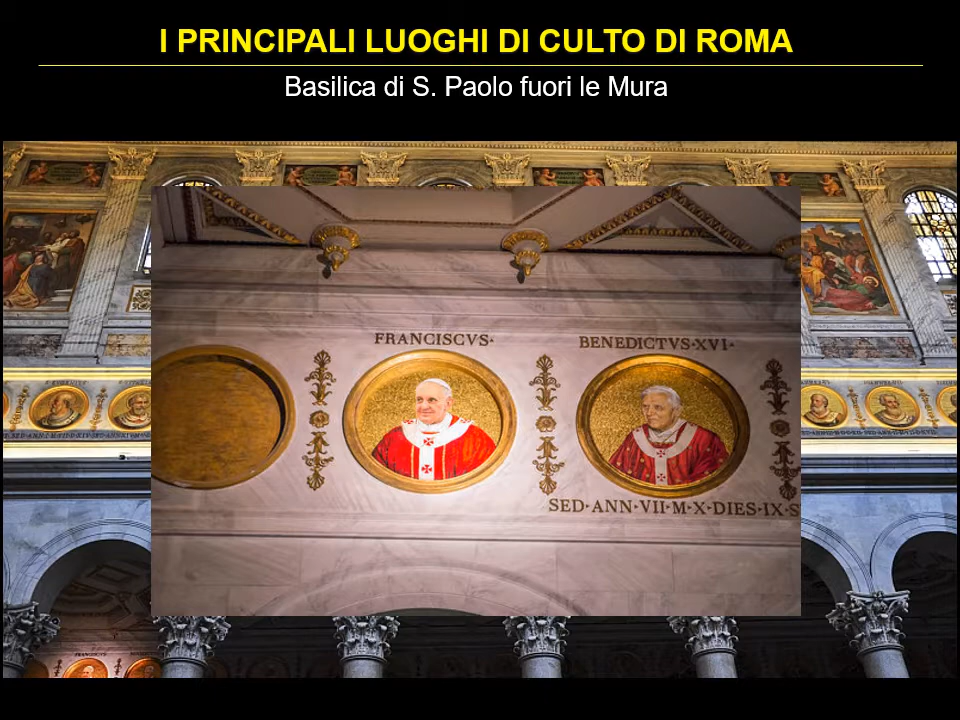 I PRINCIPALI LUOGHI DI CULTO DI ROMA
Basilica di S. Paolo fuori le Mura
FRANCISCVS·
BENEDICTVS·XVI·
SED·ANN·VII·M·X·DIES·IX·S